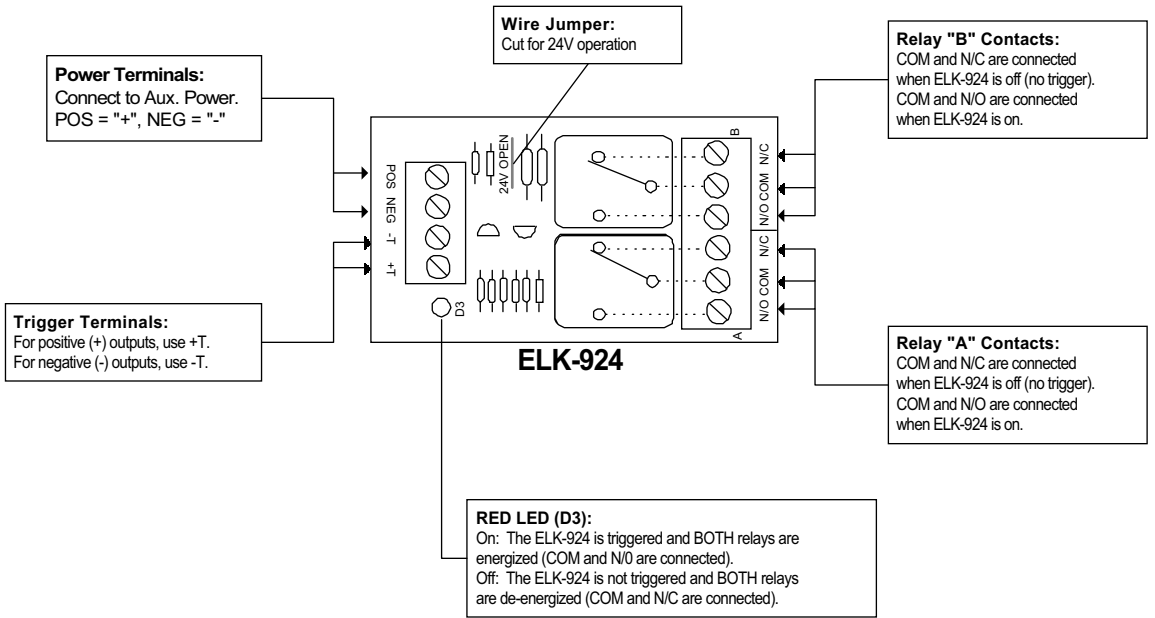 Wire Jumper:
Cut for 24V operation
Power Terminals:
Connect to Aux. Power.
POS = "+", NEG = "-"
Relay "B" Contacts:
COM and N/C are connected
when ELK-924 is off (no trigger).
COM and N/O are connected
when ELK-924 is on.
POS
NEG
-T
+T
24V OPEN
D3
B
N/C
COM
N/O
N/C
COM
N/O
A
ELK-924
Trigger Terminals:
For positive (+) outputs, use +T.
For negative (-) outputs, use -T.
Relay "A" Contacts:
COM and N/C are connected
when ELK-924 is off (no trigger).
COM and N/O are connected
when ELK-924 is on.
RED LED (D3):
On: The ELK-924 is triggered and BOTH relays are
energized (COM and N/0 are connected).
Off: The ELK-924 is not triggered and BOTH relays
are de-energized (COM and N/C are connected).